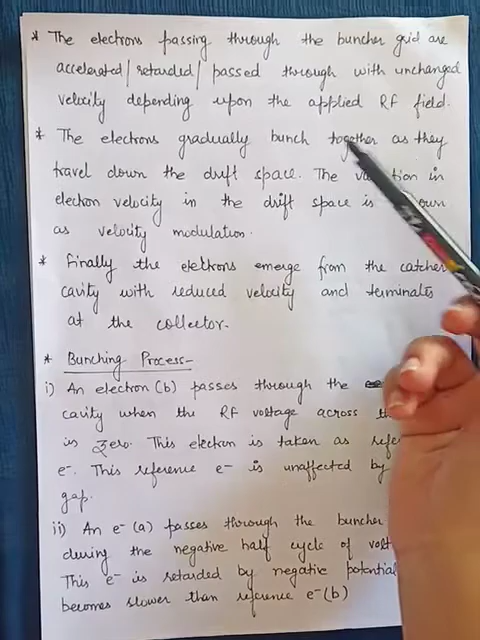 * The electrons passing through the buncher grid are
accelerated/retarded/ passed through with unchanged
velocity depending upon the applied RF field.
* The electrons gradually bunch together as they
travel down the drift space. The in
electron velocity in the drift space is
as velocity modulation.
* Finally the electrons emerge from the catcher
cavity with reduced velocity and terminates
at the collector.
* Bunching Process-
i) An electron (b) passes through the
cavity when the RF voltage across
is zero. This electron is taken as
e-. This reference e- is unaffected by
gap.
ii) An e- (a) passes through the buncher
during the negative half cycle of
This e- is retarded by negative potential
becomes slower than reference e- (b)